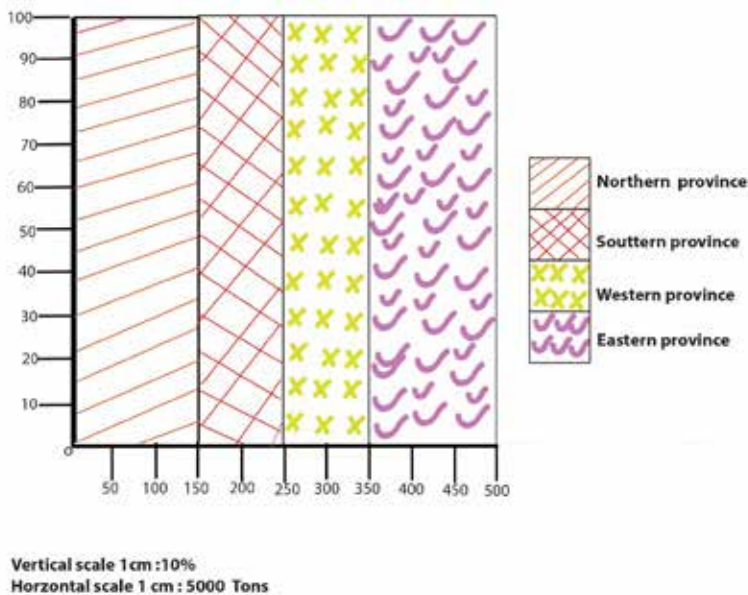 100
90
80
70
60
50
40
30
20
10
0
50 100 150 200 250 300 350 400 450 500
Northern province
Souttern province
Western province
Eastern province
Vertical scale 1cm :10%
Horzontal scale 1 cm : 5000 Tons